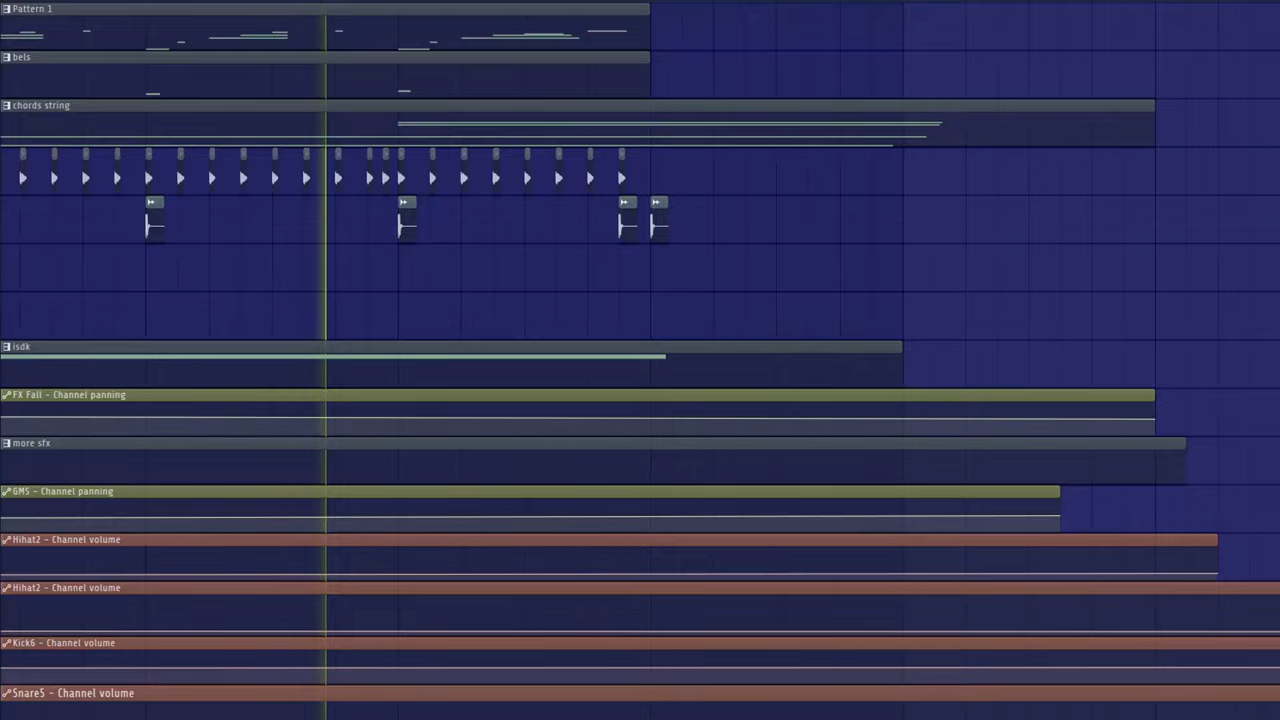 Pattern 1
bels
chords string
isdk
FX Fall - Channel panning
more sfx
GMS - Channel panning
Hihat2 - Channel volume
Hihat2 - Channel volume
Kick6 - Channel volume
Snare5 - Channel volume